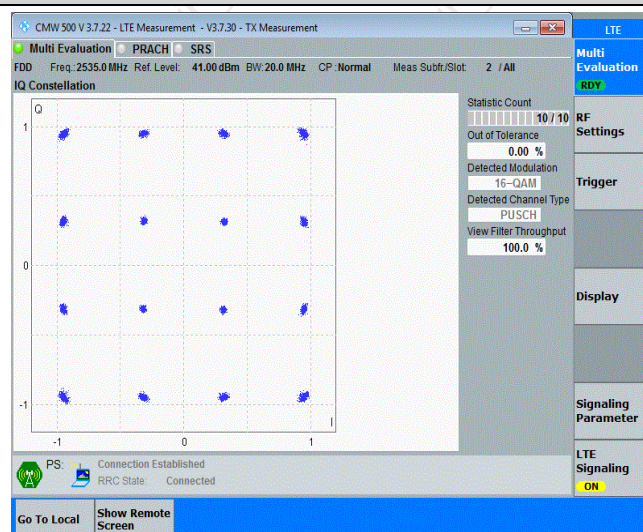 CMW 500 V 3.7.22 - LTE Measurement - V3.7.30 - TX Measurement
LTE
Multi Evaluation PRACH SRS
FDD Freq.:2535.0 MHz Ref. Level: 41.00 dBm BW:20.0 MHz CP :Normal Meas Subfr./Slot: 2 / All
IQ Constellation
Q
1
0
-1
-1 0 1
I
Statistic Count
10 / 10
Out of Tolerance
0.00 %
Detected Modulation
16-QAM
Detected Channel Type
PUSCH
View Filter Throughput
100.0 %
Multi
Evaluation
RDY
RF
Settings
Trigger
Display
Signaling
Parameter
LTE
Signaling
ON
PS: Connection Established
RRC State: Connected
Go To Local
Show Remote
Screen